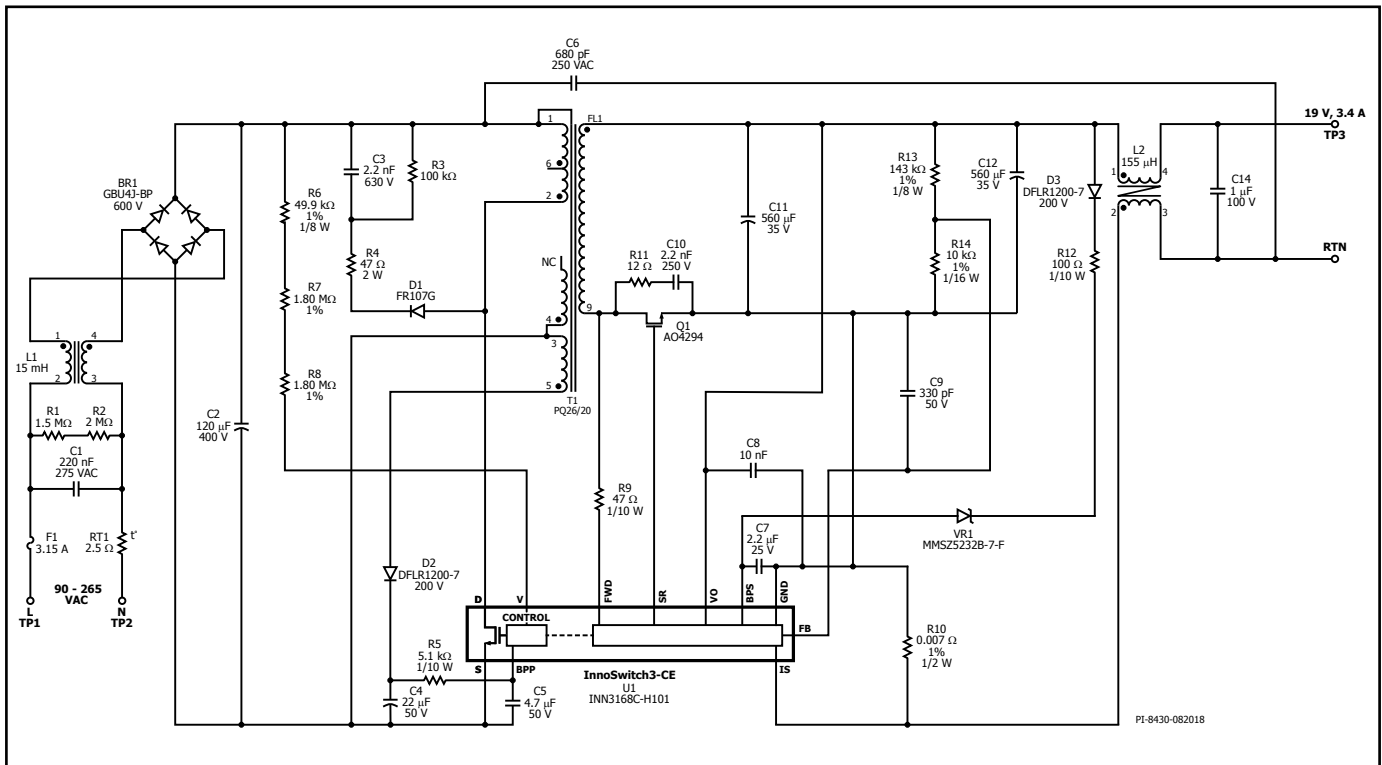 C6
680 pF
250 VAC
19 V, 3.4 A
TP3
1
FL1
6
2
C3
2.2 nF
630 V
R3
100 kΩ
R13
143 kΩ
1%
1/8 W
C12
560 μF
35 V
L2
155 μH
1
4
2
3
D3
DFLR1200-7
200 V
C14
1 μF
100 V
BR1
GBU4J-BP
600 V
R6
49.9 kΩ
1%
1/8 W
C11
560 μF
35 V
R4
47 Ω
2 W
NC
R11
12 Ω
C10
2.2 nF
250 V
R14
10 kΩ
1%
1/16 W
R12
100 Ω
1/10 W
RTN
D1
FR107G
R7
1.80 MΩ
1%
4
9
Q1
AO4294
1
4
L1
15 mH
2
3
3
5
T1
PQ26/20
R8
1.80 MΩ
1%
C9
330 pF
50 V
R1
1.5 MΩ
R2
2 MΩ
C2
120 μF
400 V
C1
220 nF
275 VAC
C8
10 nF
R9
47 Ω
1/10 W
F1
3.15 A
RT1
2.5 Ω
t°
C7
2.2 μF
25 V
VR1
MMSZ5232B-7-F
D2
DFLR1200-7
200 V
90 - 265
VAC
L
TP1
N
TP2
D
V
FWD
SR
VO
BPS
GND
CONTROL
FB
R10
0.007 Ω
1%
1/2 W
R5
5.1 kΩ
1/10 W
S
BPP
IS
InnoSwitch3-CE
U1
INN3168C-H101
C4
22 μF
50 V
C5
4.7 μF
50 V
PI-8430-082018